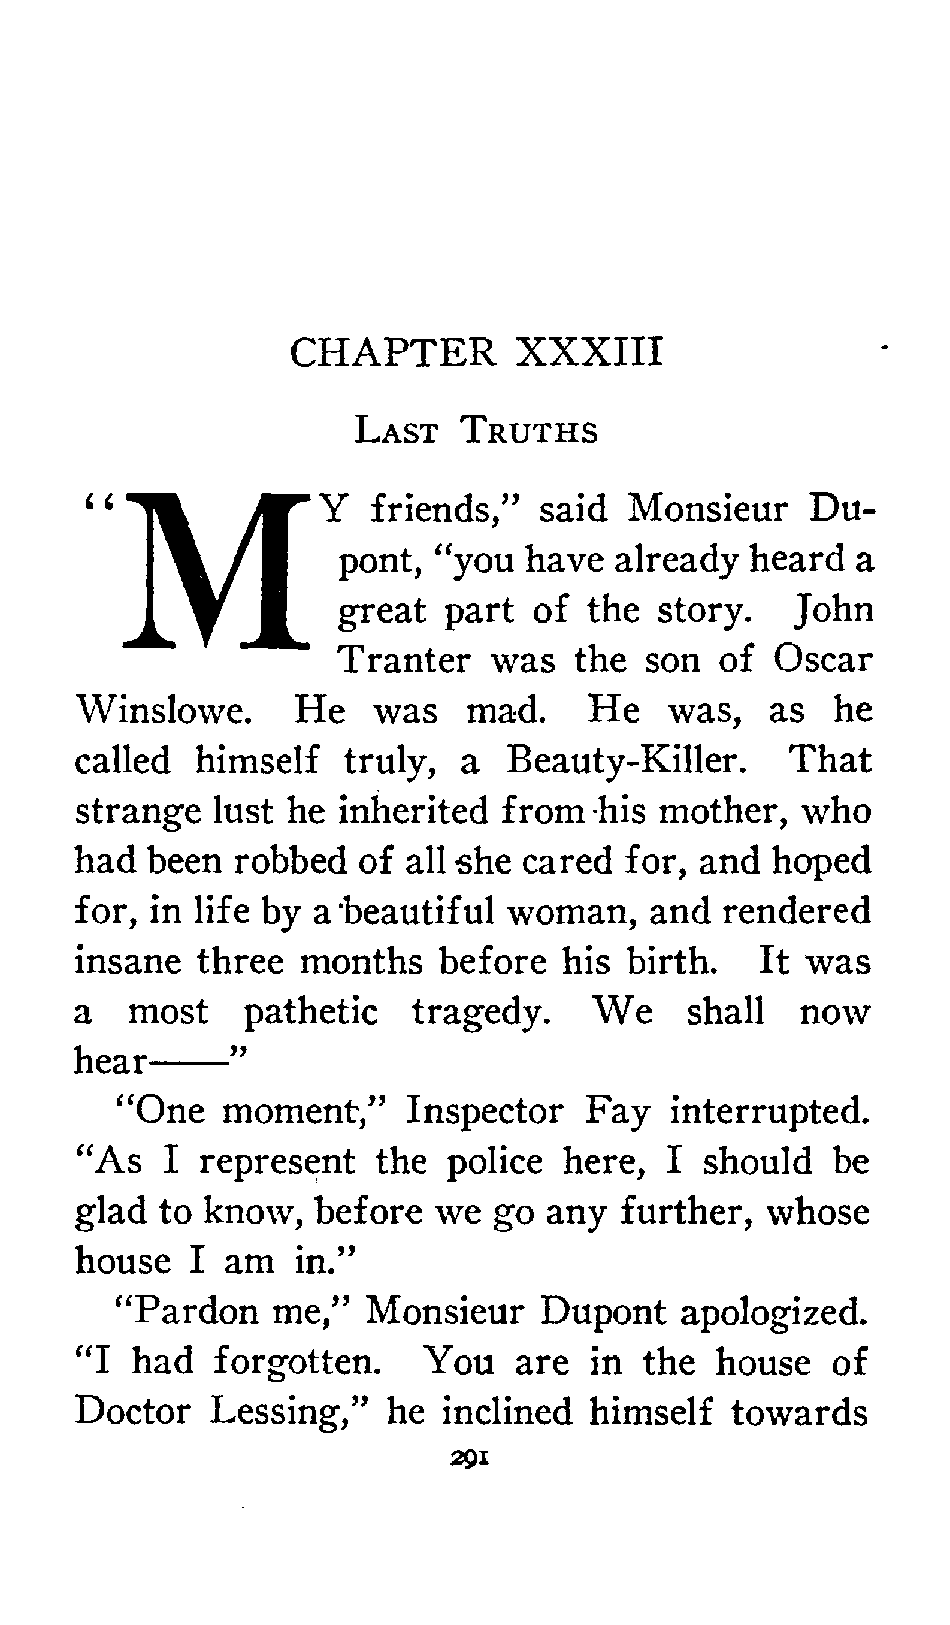 CHAPTER XXXIII
LAST TRUTHS
"MY friends," said Monsieur Du-
pont, "you have already heard a
great part of the story. John
Tranter was the son of Oscar
Winslowe. He was mad. He was, as he
called himself truly, a Beauty-Killer. That
strange lust he inherited from his mother, who
had been robbed of all she cared for, and hoped
for, in life by a beautiful woman, and rendered
insane three months before his birth. It was
a most pathetic tragedy. We shall now
hear——"
"One moment," Inspector Fay interrupted.
"As I represent the police here, I should be
glad to know, before we go any further, whose
house I am in."
"Pardon me," Monsieur Dupont apologized.
"I had forgotten. You are in the house of
Doctor Lessing," he inclined himself towards
291